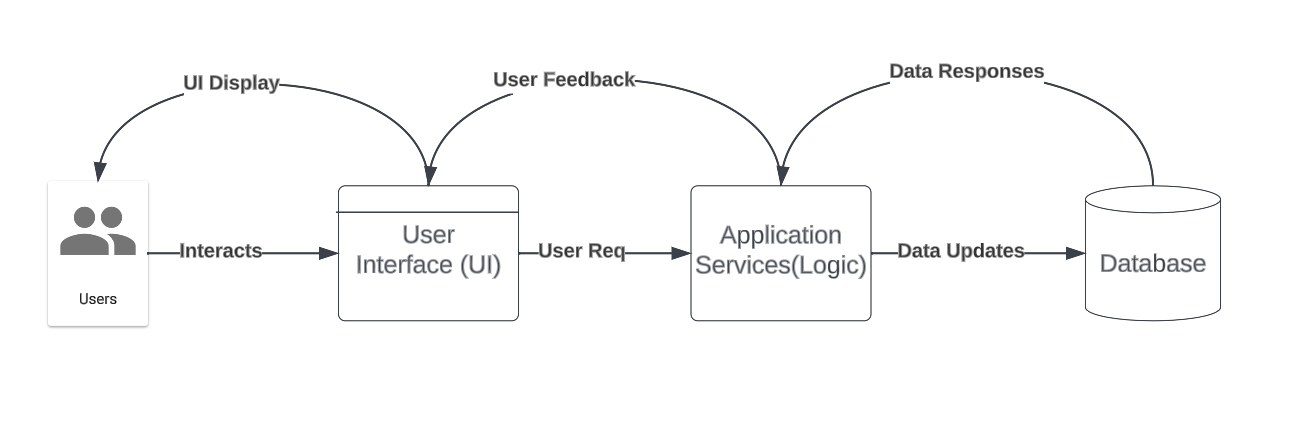 UI Display
User Feedback
Data Responses
Users
Interacts
User
Interface (UI)
User Req
Application
Services(Logic)
Data Updates
Database